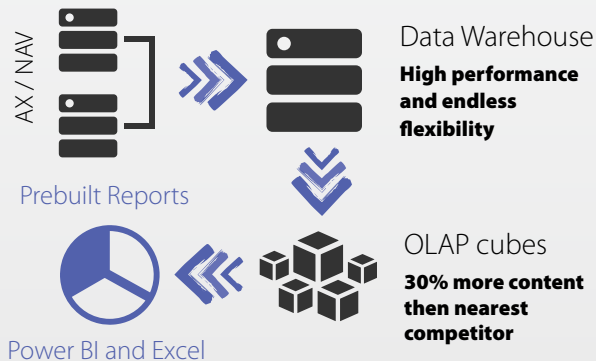 AX / NAV
Data Warehouse
High performance
and endless
flexibility
Prebuilt Reports
OLAP cubes
30% more content
then nearest
competitor
Power BI and Excel